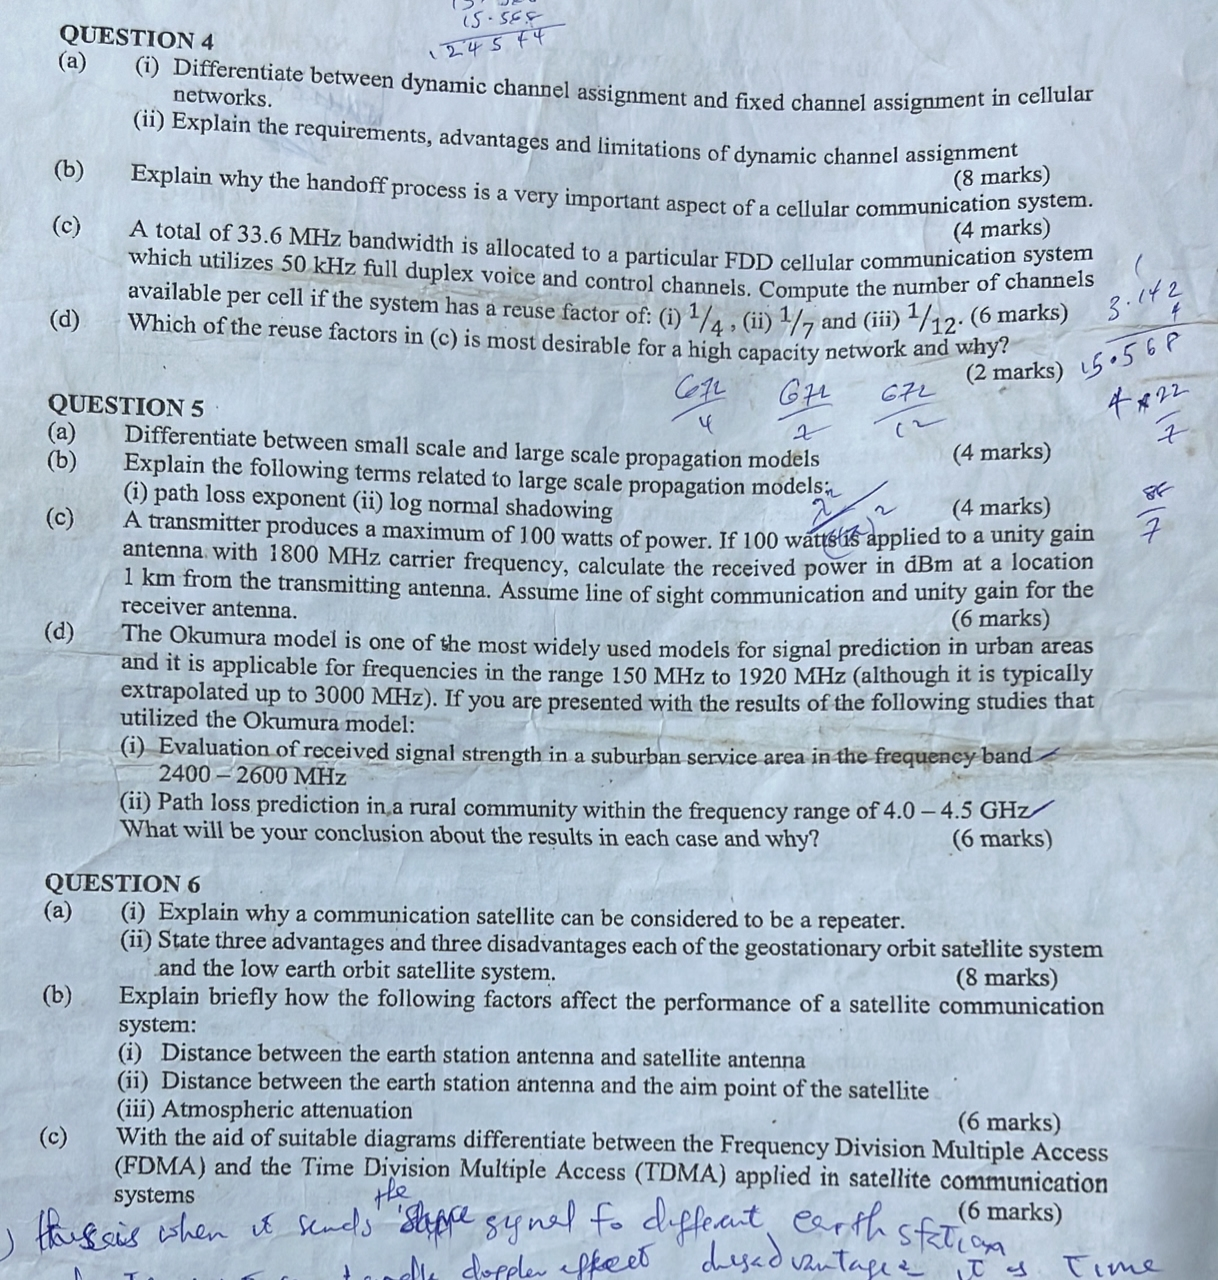 15.568
24544
QUESTION 4
(a) (i) Differentiate between dynamic channel assignment and fixed channel assignment in cellular
networks.
(ii) Explain the requirements, advantages and limitations of dynamic channel assignment
(8 marks)
(b) Explain why the handoff process is a very important aspect of a cellular communication system.
(4 marks)
(c) A total of 33.6 MHz bandwidth is allocated to a particular FDD cellular communication system
which utilizes 50 kHz full duplex voice and control channels. Compute the number of channels
available per cell if the system has a reuse factor of: (i) 1/4, (ii) 1/7 and (iii) 1/12. (6 marks)
(d) Which of the reuse factors in (c) is most desirable for a high capacity network and why?
(2 marks)
3.142
4
15.568
4 * 22
7
672
4
672
7
672
12
88
7
QUESTION 5
(a) Differentiate between small scale and large scale propagation models (4 marks)
(b) Explain the following terms related to large scale propagation models:
(i) path loss exponent (ii) log normal shadowing (4 marks)
(c) A transmitter produces a maximum of 100 watts of power. If 100 watts is applied to a unity gain
antenna with 1800 MHz carrier frequency, calculate the received power in dBm at a location
1 km from the transmitting antenna. Assume line of sight communication and unity gain for the
receiver antenna. (6 marks)
(d) The Okumura model is one of the most widely used models for signal prediction in urban areas
and it is applicable for frequencies in the range 150 MHz to 1920 MHz (although it is typically
extrapolated up to 3000 MHz). If you are presented with the results of the following studies that
utilized the Okumura model:
(i) Evaluation of received signal strength in a suburban service area in the frequency band
2400 – 2600 MHz
(ii) Path loss prediction in a rural community within the frequency range of 4.0 – 4.5 GHz
What will be your conclusion about the results in each case and why? (6 marks)
QUESTION 6
(a) (i) Explain why a communication satellite can be considered to be a repeater.
(ii) State three advantages and three disadvantages each of the geostationary orbit satellite system
and the low earth orbit satellite system. (8 marks)
(b) Explain briefly how the following factors affect the performance of a satellite communication
system:
(i) Distance between the earth station antenna and satellite antenna
(ii) Distance between the earth station antenna and the aim point of the satellite
(iii) Atmospheric attenuation (6 marks)
(c) With the aid of suitable diagrams differentiate between the Frequency Division Multiple Access
(FDMA) and the Time Division Multiple Access (TDMA) applied in satellite communication
systems (6 marks)
is when it sends the signal to different earth station
doppler effect disadvantage it is Time